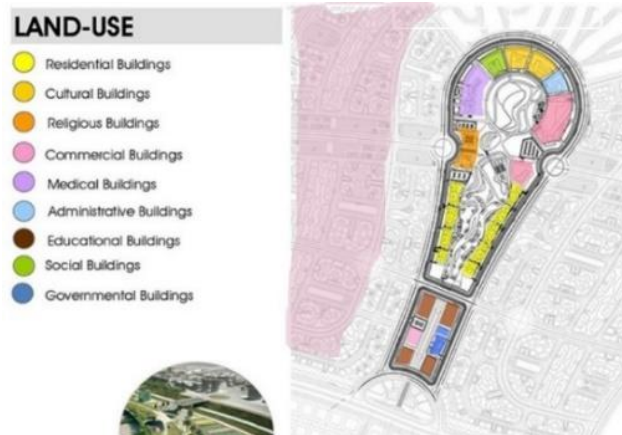 LAND-USE
Residential Buildings
Cultural Buildings
Religious Buildings
Commercial Buildings
Medical Buildings
Administrative Buildings
Educational Buildings
Social Buildings
Governmental Buildings